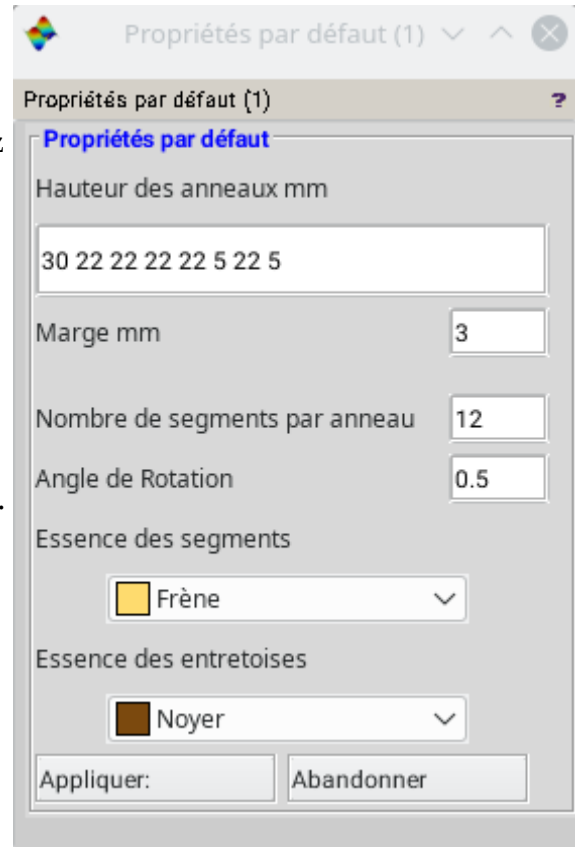 Propriétés par défaut (1)
Propriétés par défaut (1) ?
z
Propriétés par défaut
Hauteur des anneaux mm
30 22 22 22 22 5 22 5
Marge mm 3
Nombre de segments par anneau 12
Angle de Rotation 0.5
.
Essence des segments
Frène
Essence des entretoises
Noyer
Appliquer: Abandonner